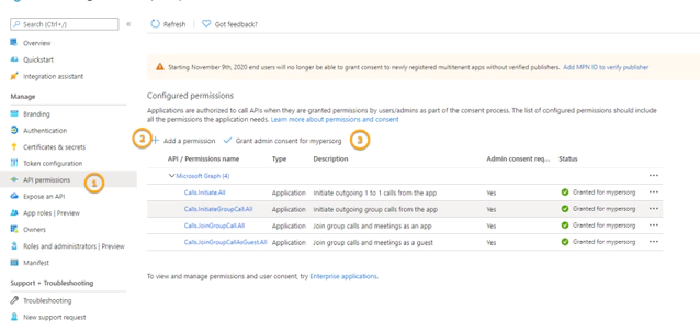 Search (Ctrl+/)
«
Refresh
Got feedback?
Overview
Quickstart
Integration assistant
Manage
Branding
Authentication
Certificates & secrets
Token configuration
API permissions
1
Expose an API
App roles | Preview
Owners
Roles and administrators | Preview
Manifest
Support + Troubleshooting
Troubleshooting
New support request
Starting November 9th, 2020 end users will no longer be able to grant consent to newly registered multitenant apps without verified publishers. Add MPN ID to verify publisher
Configured permissions
Applications are authorized to call APIs when they are granted permissions by users/admins as part of the consent process. The list of configured permissions should include
all the permissions the application needs. Learn more about permissions and consent
2 + Add a permission Grant admin consent for mypersorg 3
API / Permissions name Type Description Admin consent req... Status
Microsoft Graph (4) ...
Calls.Initiate.All Application Initiate outgoing 1 to 1 calls from the app Yes Granted for mypersorg ...
Calls.InitiateGroupCall.All Application Initiate outgoing group calls from the app Yes Granted for mypersorg ...
Calls.JoinGroupCall.All Application Join group calls and meetings as an app Yes Granted for mypersorg ...
Calls.JoinGroupCallAsGuest.All Application Join group calls and meetings as a guest Yes Granted for mypersorg ...
To view and manage permissions and user consent, try Enterprise applications.